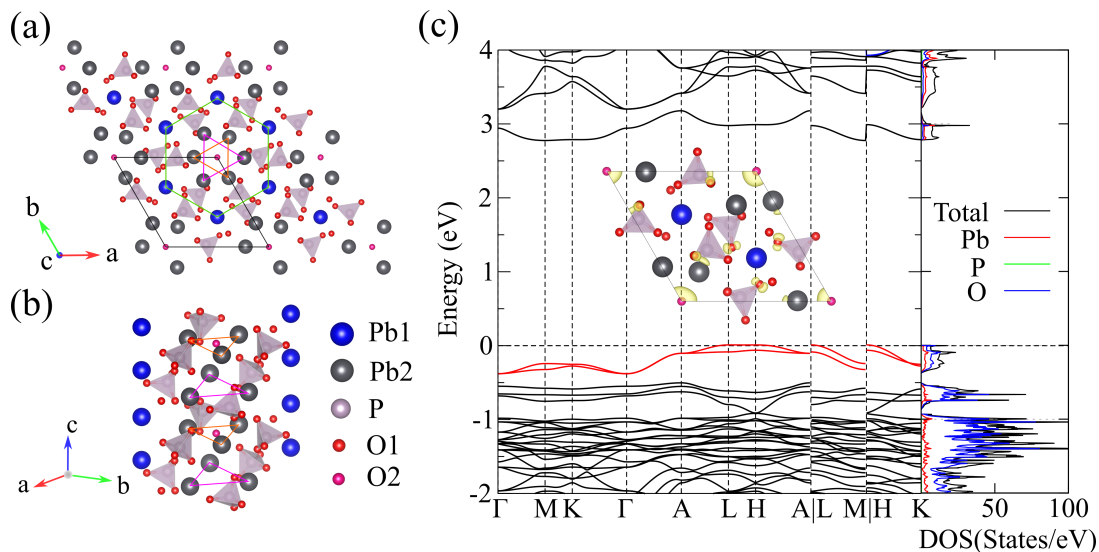 (a)
b
c
a
(b)
c
a
b
Pb1
Pb2
P
O1
O2
(c)
Energy (eV)
4
3
2
1
0
-1
-2
Γ M K Γ A L H A|L M|H K
Total
Pb
P
O
50 100
DOS(States/eV)